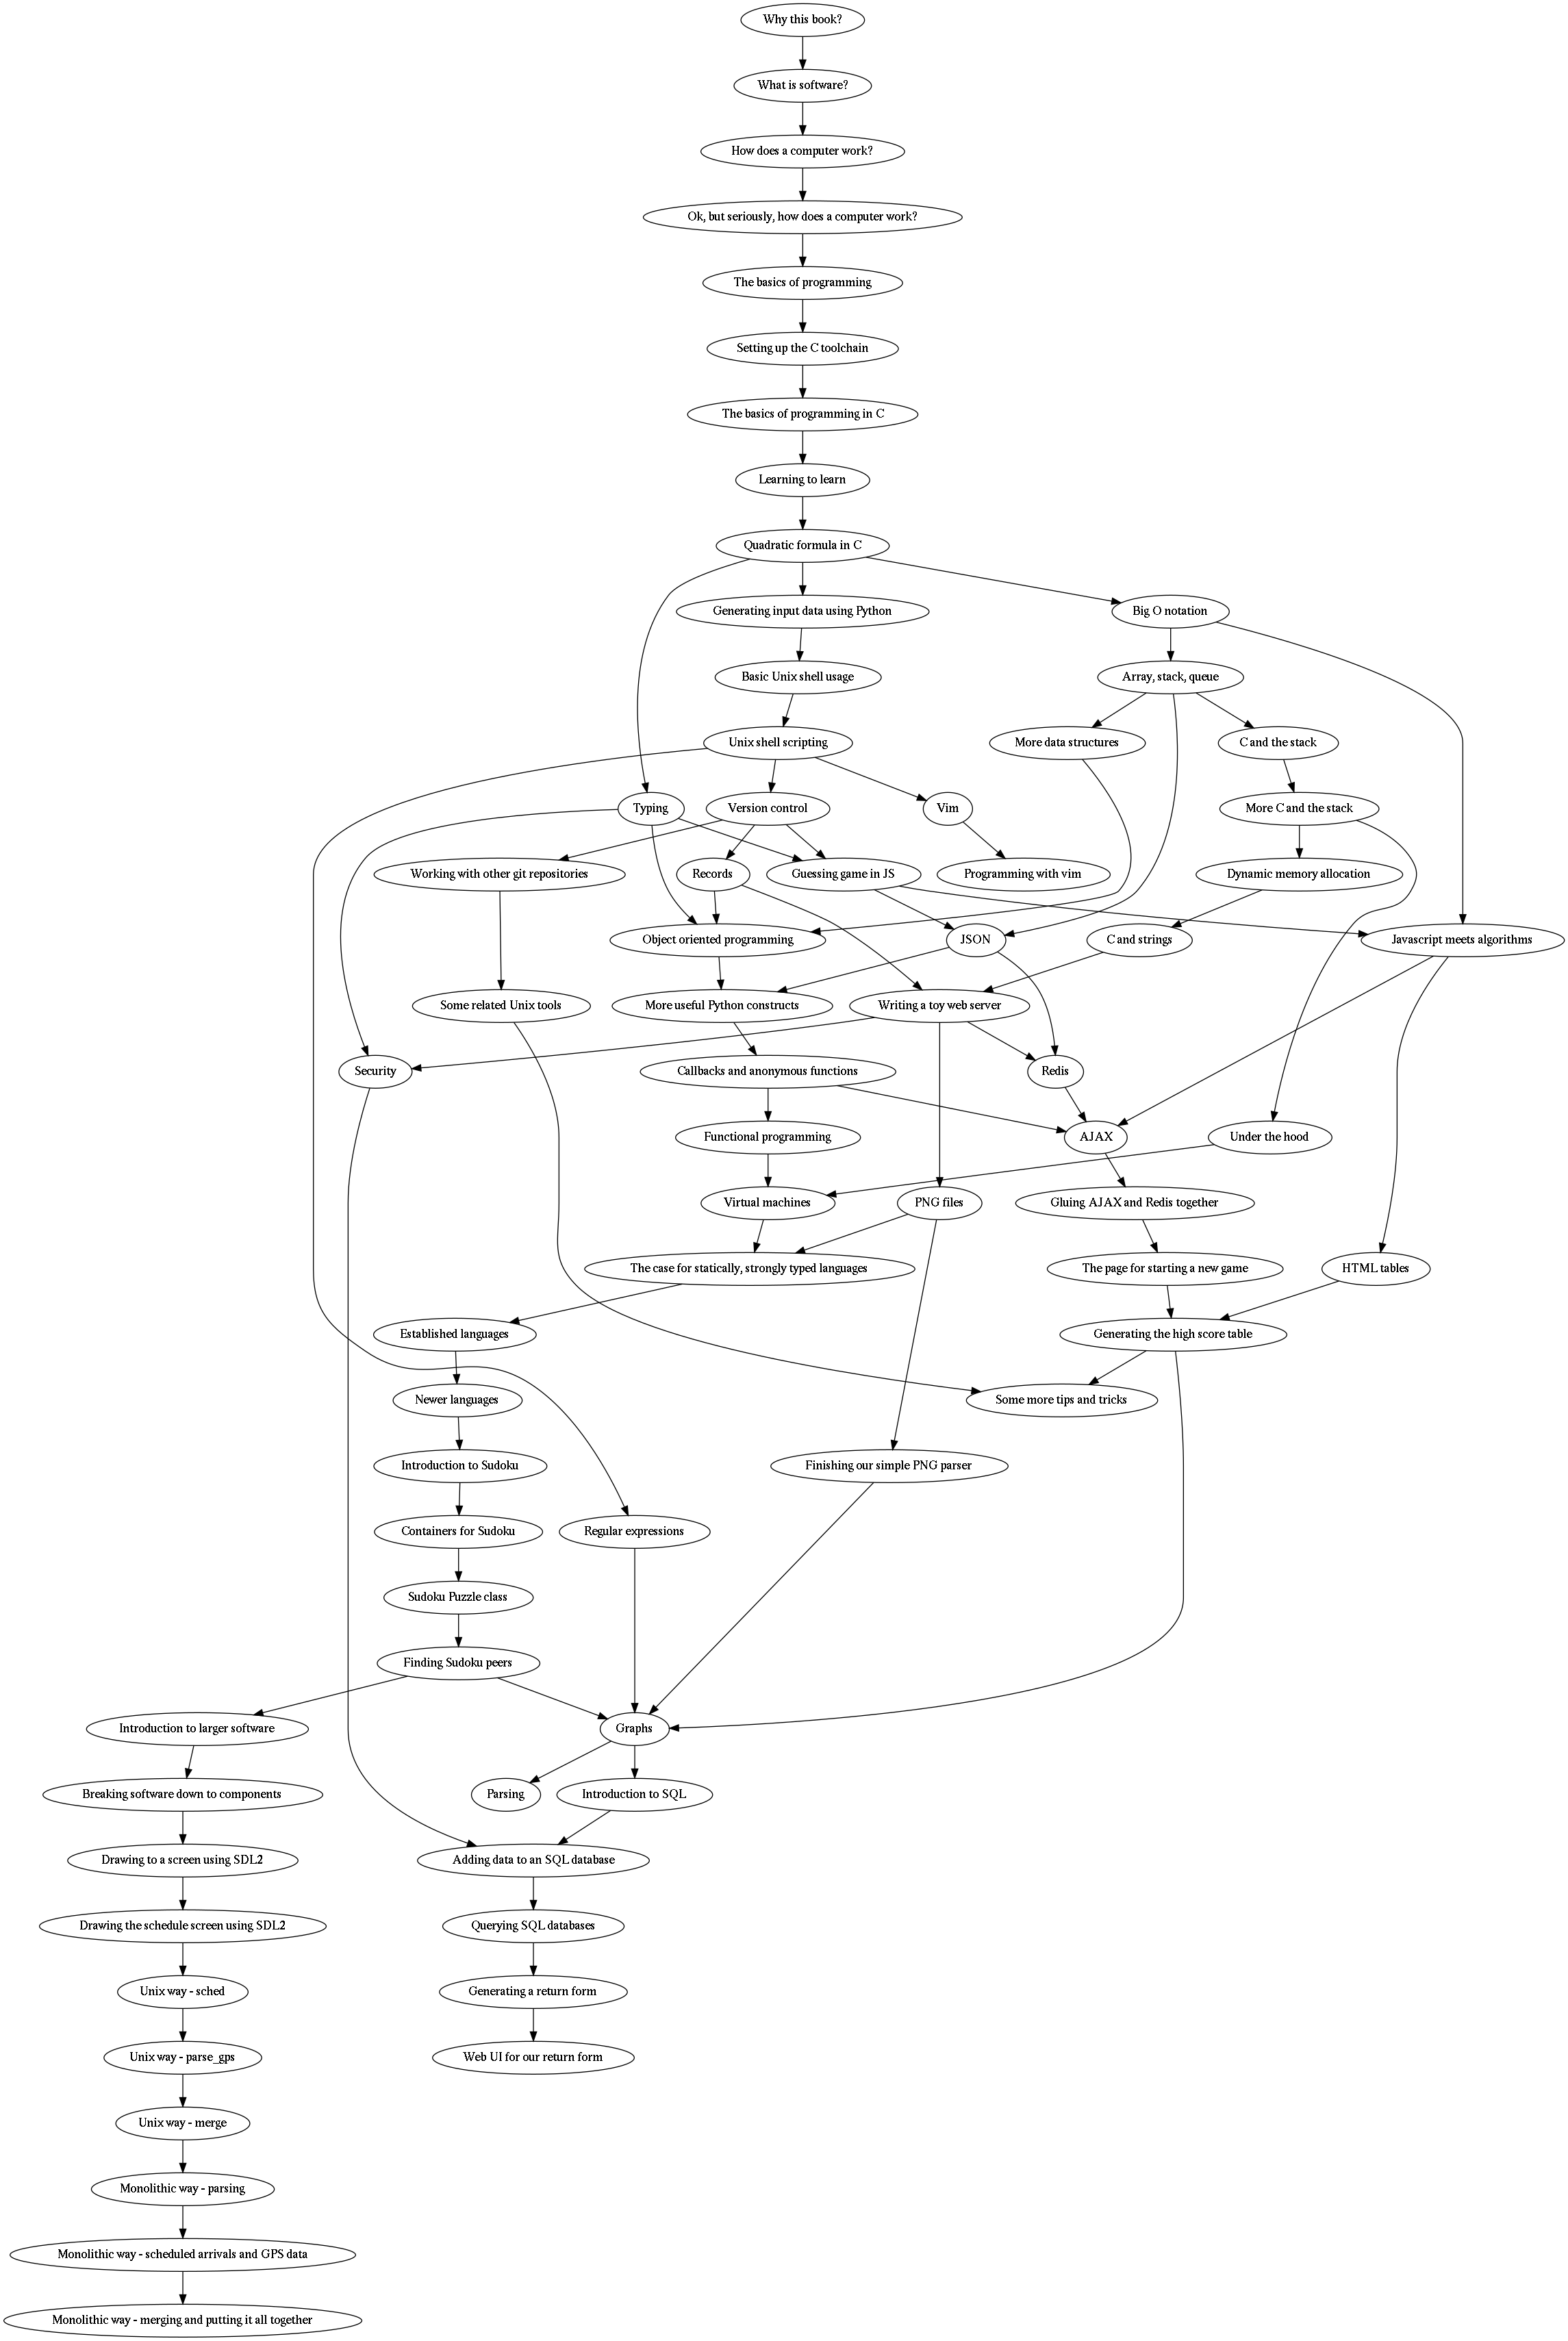 Why this book?
What is software?
How does a computer work?
Ok, but seriously, how does a computer work?
The basics of programming
Setting up the C toolchain
The basics of programming in C
Learning to learn
Quadratic formula in C
Generating input data using Python
Big O notation
Basic Unix shell usage
Array, stack, queue
Unix shell scripting
More data structures
C and the stack
Typing
Version control
Vim
More C and the stack
Working with other git repositories
Records
Guessing game in JS
Programming with vim
Dynamic memory allocation
Object oriented programming
JSON
C and strings
Javascript meets algorithms
Some related Unix tools
More useful Python constructs
Writing a toy web server
Security
Callbacks and anonymous functions
Redis
Functional programming
AJAX
Under the hood
Virtual machines
PNG files
Gluing AJAX and Redis together
The case for statically, strongly typed languages
The page for starting a new game
HTML tables
Established languages
Generating the high score table
Newer languages
Some more tips and tricks
Introduction to Sudoku
Finishing our simple PNG parser
Containers for Sudoku
Regular expressions
Sudoku Puzzle class
Finding Sudoku peers
Introduction to larger software
Graphs
Breaking software down to components
Parsing
Introduction to SQL
Drawing to a screen using SDL2
Adding data to an SQL database
Drawing the schedule screen using SDL2
Querying SQL databases
Unix way - sched
Generating a return form
Unix way - parse_gps
Web UI for our return form
Unix way - merge
Monolithic way - parsing
Monolithic way - scheduled arrivals and GPS data
Monolithic way - merging and putting it all together